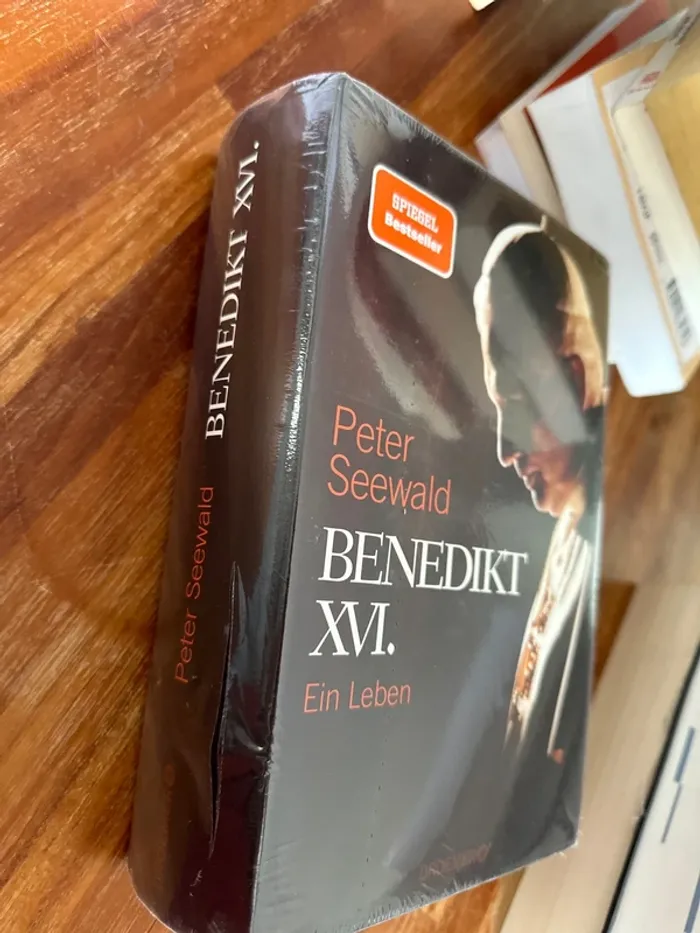 BENEDIKT XVI.
Peter Seewald
SPIEGEL
Bestseller
Peter
Seewald
BENEDIKT
XVI.
Ein Leben